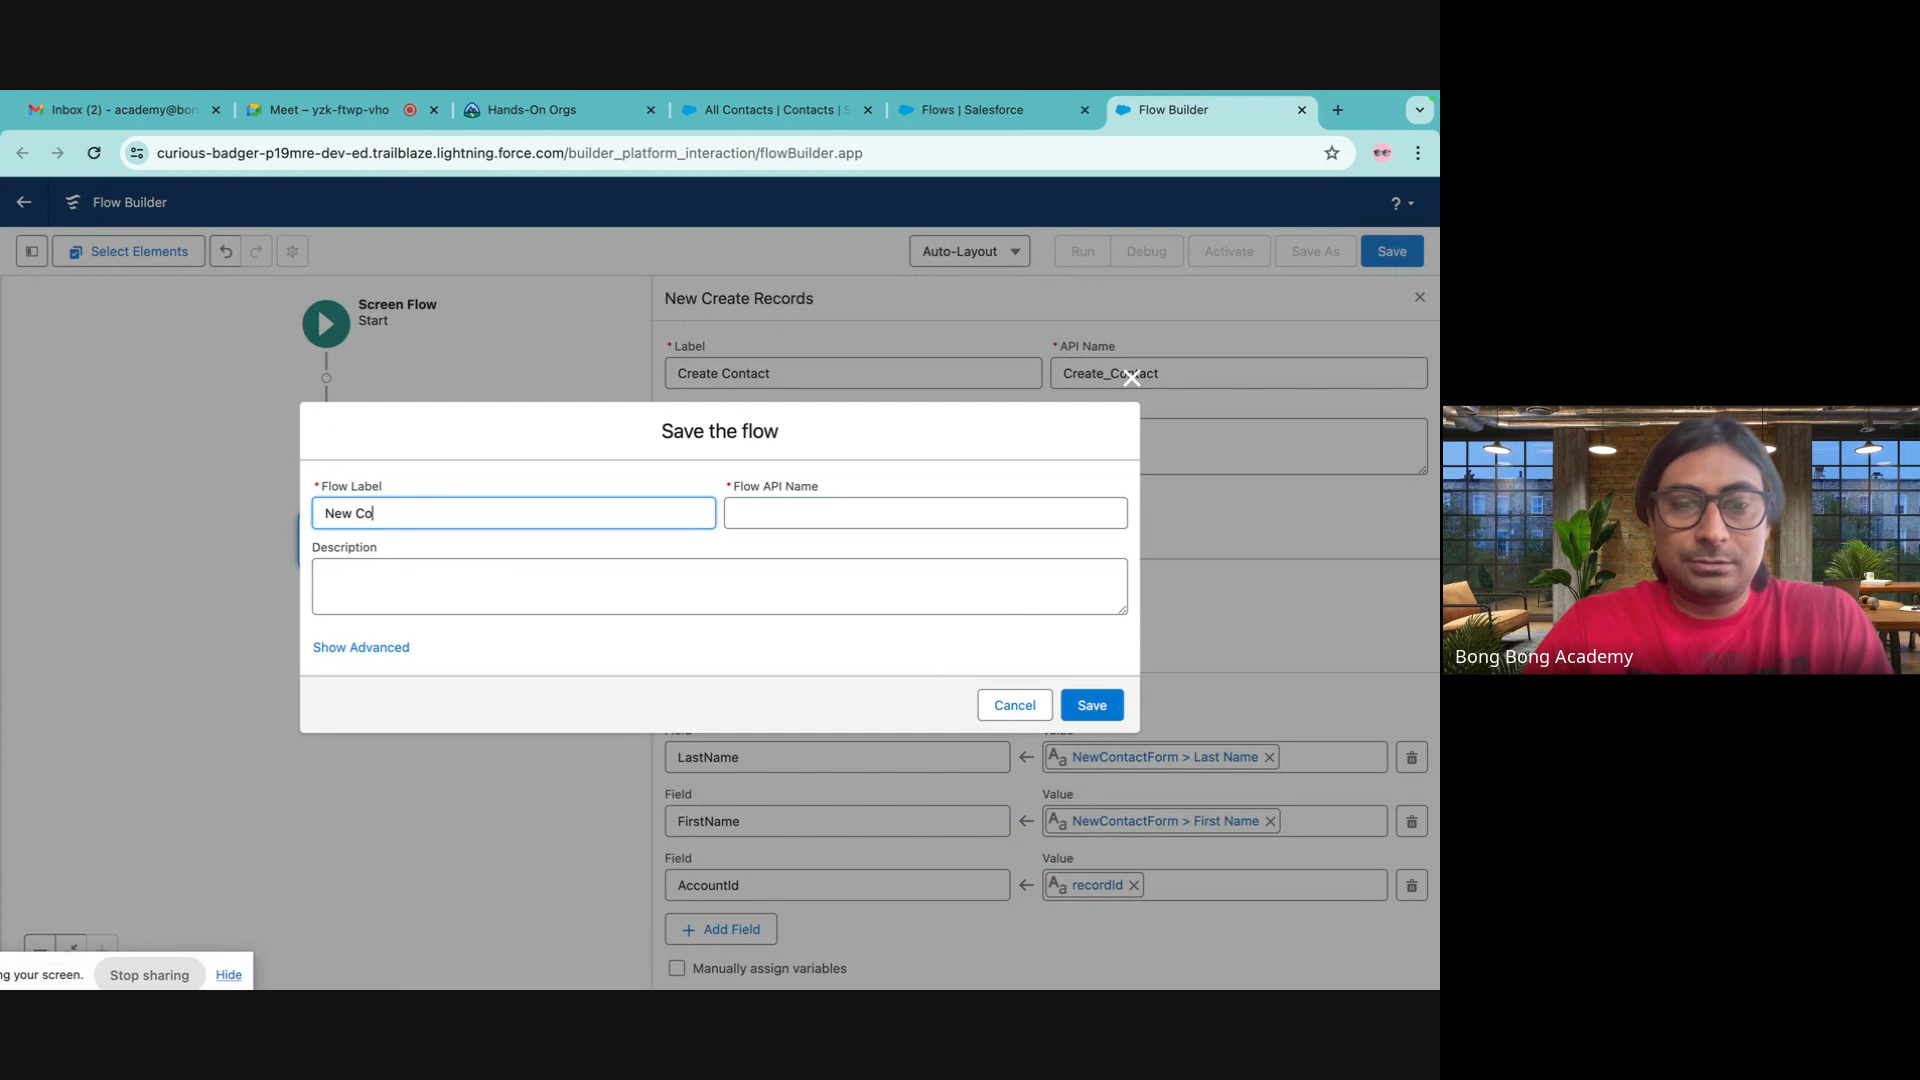 Inbox (2) - academy@bon
Meet – yzk-ftwp-vho
Hands-On Orgs
All Contacts | Contacts | S
Flows | Salesforce
Flow Builder
curious-badger-p19mre-dev-ed.trailblaze.lightning.force.com/builder_platform_interaction/flowBuilder.app
Flow Builder
?
Select Elements
Auto-Layout
Run
Debug
Activate
Save As
Save
Screen Flow
Start
New Create Records
* Label
* API Name
Create Contact
Create_Contact
Save the flow
* Flow Label
* Flow API Name
New Co
Description
Show Advanced
Cancel
Save
LastName
Aa NewContactForm > Last Name
Field
Value
FirstName
Aa NewContactForm > First Name
Field
Value
AccountId
Aa recordId
+ Add Field
Manually assign variables
ng your screen.
Stop sharing
Hide
Bong Bong Academy